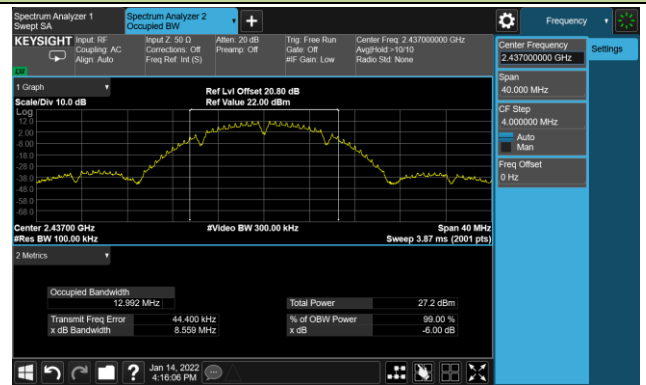 Spectrum Analyzer 1
Swept SA
Spectrum Analyzer 2
Occupied BW
Frequency
KEYSIGHT
Input: RF
Coupling: AC
Align: Auto
Input Z: 50 Ω
Corrections: Off
Freq Ref: Int (S)
Atten: 20 dB
Preamp: Off
Trig: Free Run
Gate: Off
#IF Gain: Low
Center Freq: 2.437000000 GHz
Avg|Hold:>10/10
Radio Std: None
LW
Center Frequency
2.437000000 GHz
Settings
Span
40.000 MHz
CF Step
4.000000 MHz
Auto
Man
Freq Offset
0 Hz
1 Graph
Scale/Div 10.0 dB
Ref Lvl Offset 20.80 dB
Ref Value 22.00 dBm
Log
12.0
2.00
-8.00
-18.0
-28.0
-38.0
-48.0
-58.0
-68.0
Center 2.43700 GHz
#Res BW 100.00 kHz
#Video BW 300.00 kHz
Span 40 MHz
Sweep 3.87 ms (2001 pts)
2 Metrics
Occupied Bandwidth
12.992 MHz
Transmit Freq Error 44.400 kHz
x dB Bandwidth 8.559 MHz
Total Power 27.2 dBm
% of OBW Power 99.00 %
x dB -6.00 dB
?
Jan 14, 2022
4:16:06 PM